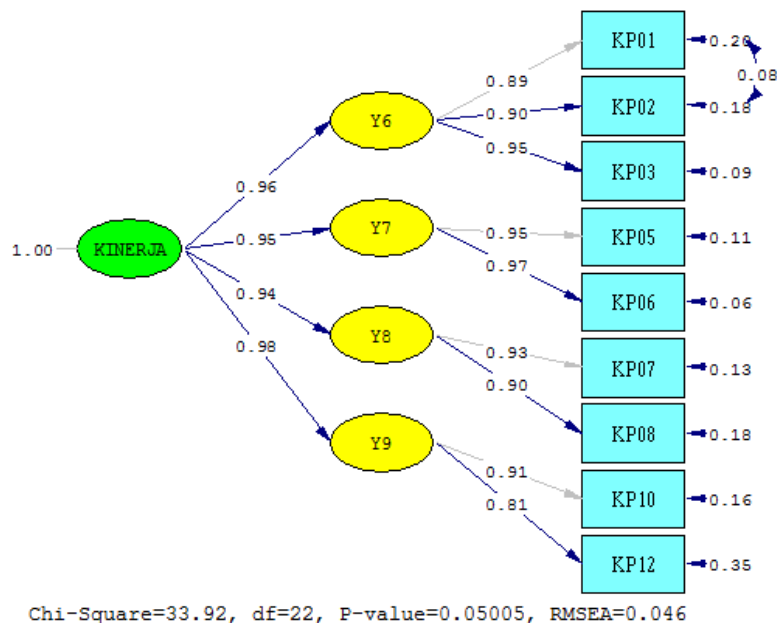 KP01 0.20
0.08
0.89
Y6 0.90 KP02 0.18
0.95 KP03 0.09
0.96
1.00 KINERJA 0.95 Y7 0.95 KP05 0.11
0.97 KP06 0.06
0.94
Y8 0.93 KP07 0.13
0.98 0.90 KP08 0.18
Y9 0.91 KP10 0.16
0.81
KP12 0.35
Chi-Square=33.92, df=22, P-value=0.05005, RMSEA=0.046